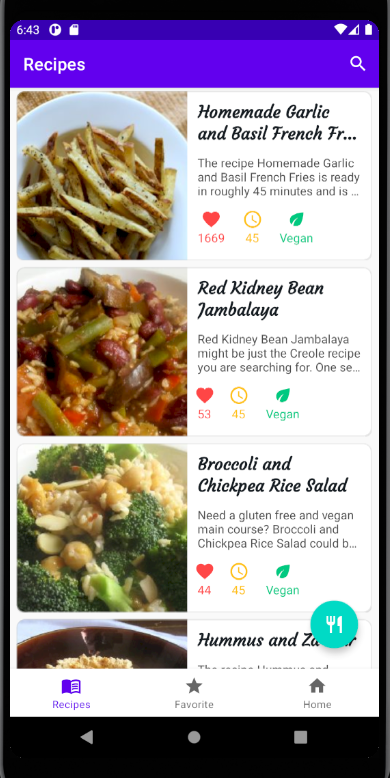 6:43
Recipes
Homemade Garlic
and Basil French Fr...
The recipe Homemade Garlic
and Basil French Fries is ready
in roughly 45 minutes and is ...
1669 45 Vegan
Red Kidney Bean
Jambalaya
Red Kidney Bean Jambalaya
might be just the Creole recipe
you are searching for. One se...
53 45 Vegan
Broccoli and
Chickpea Rice Salad
Need a gluten free and vegan
main course? Broccoli and
Chickpea Rice Salad could b...
44 45 Vegan
Hummus and
The recipe Hummus and
Recipes Favorite Home